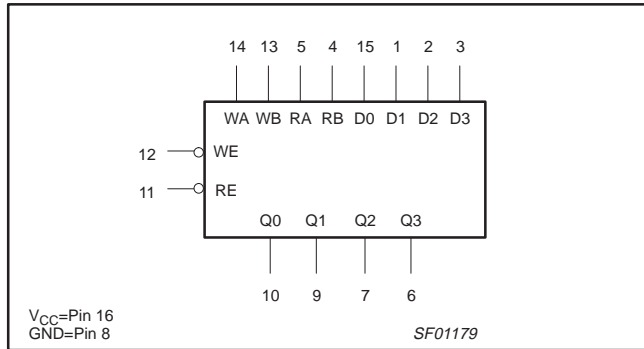 14 13 5 4 15 1 2 3
WA WB RA RB D0 D1 D2 D3
12 WE
11 RE
Q0 Q1 Q2 Q3
10 9 7 6
VCC=Pin 16
GND=Pin 8
SF01179